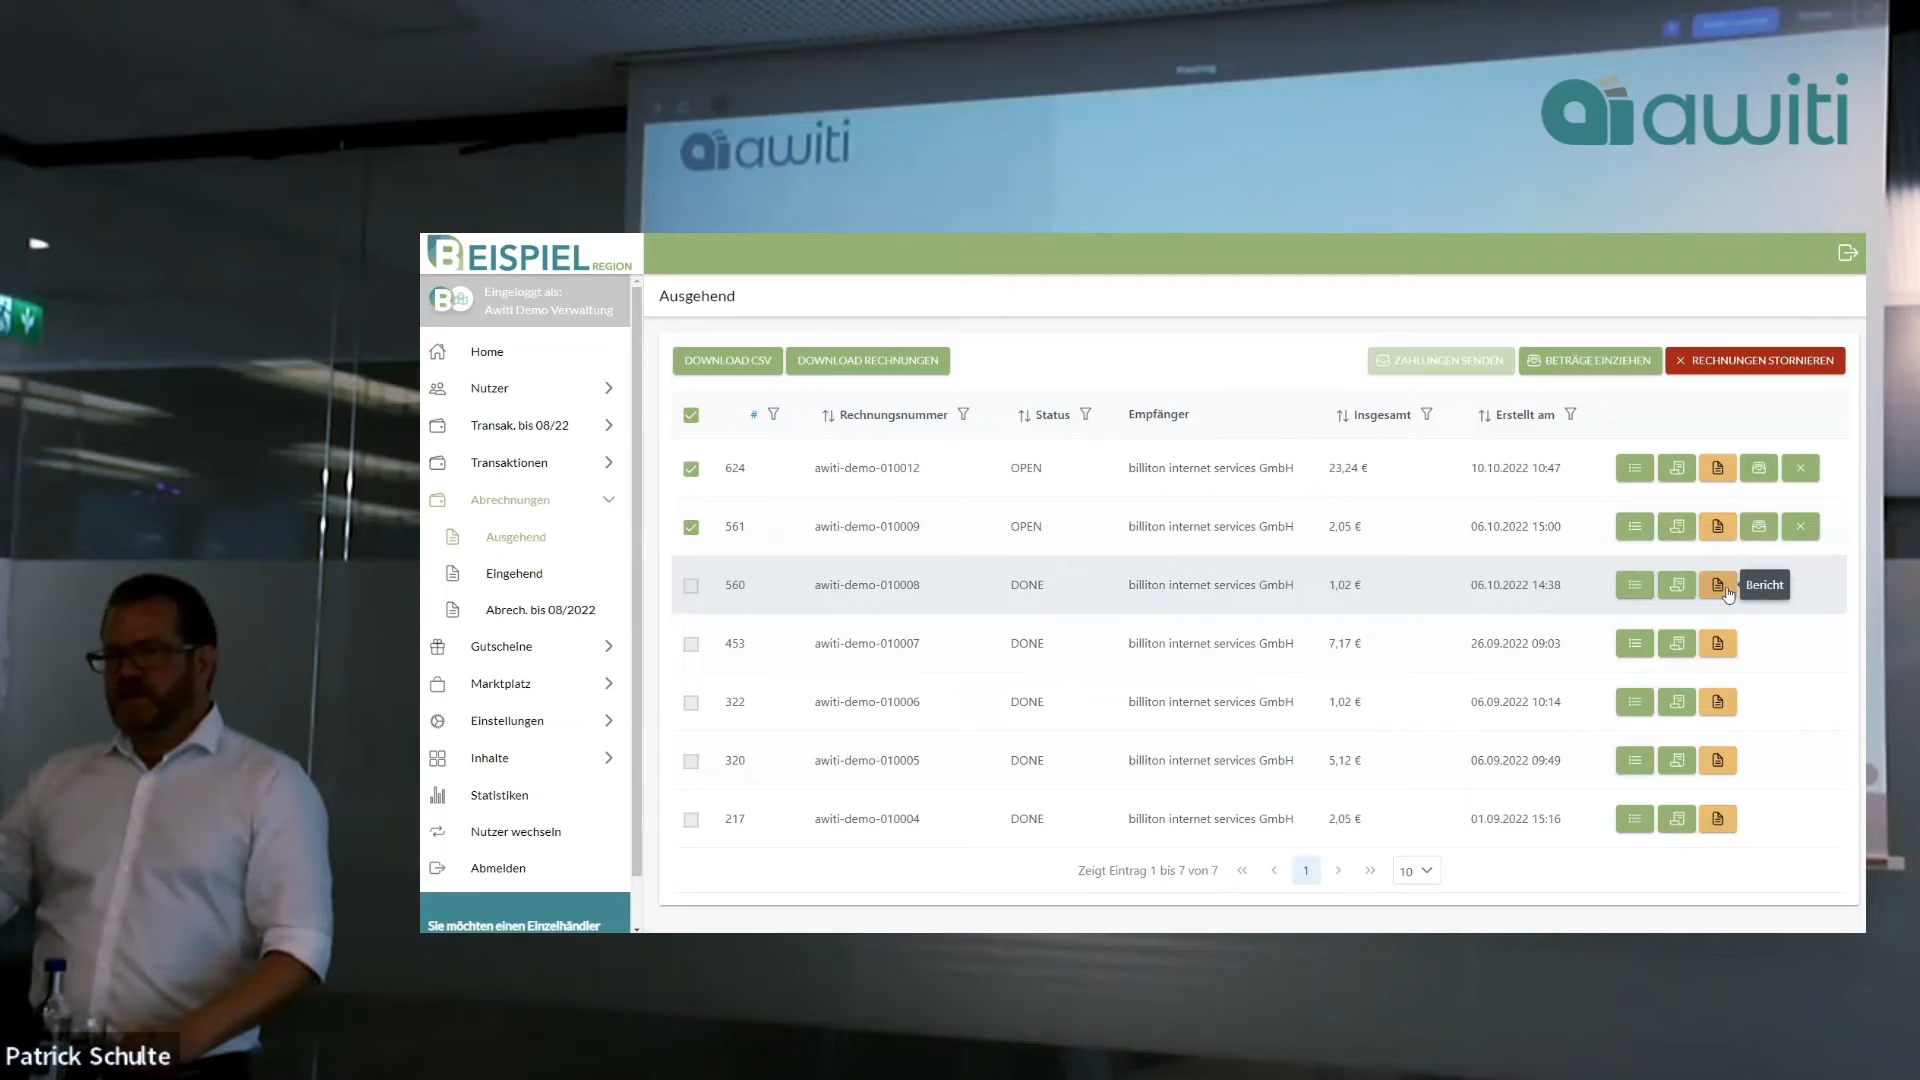 awiti
awiti
BEISPIEL REGION
Eingeloggt als:
Awiti Demo Verwaltung
Home
Nutzer
Transak. bis 08/22
Transaktionen
Abrechnungen
Ausgehend
Eingehend
Abrech. bis 08/2022
Gutscheine
Marktplatz
Einstellungen
Inhalte
Statistiken
Nutzer wechseln
Abmelden
Sie möchten einen Einzelhändler
Ausgehend
DOWNLOAD CSV DOWNLOAD RECHNUNGEN ZAHLUNGEN SENDEN BETRÄGE EINZIEHEN RECHNUNGEN STORNIEREN
# Rechnungsnummer Status Empfänger Insgesamt Erstellt am
624 awiti-demo-010012 OPEN billiton internet services GmbH 23,24 € 10.10.2022 10:47
561 awiti-demo-010009 OPEN billiton internet services GmbH 2,05 € 06.10.2022 15:00
560 awiti-demo-010008 DONE billiton internet services GmbH 1,02 € 06.10.2022 14:38 Bericht
453 awiti-demo-010007 DONE billiton internet services GmbH 7,17 € 26.09.2022 09:03
322 awiti-demo-010006 DONE billiton internet services GmbH 1,02 € 06.09.2022 10:14
320 awiti-demo-010005 DONE billiton internet services GmbH 5,12 € 06.09.2022 09:49
217 awiti-demo-010004 DONE billiton internet services GmbH 2,05 € 01.09.2022 15:16
Zeigt Eintrag 1 bis 7 von 7 « ‹ 1 › » 10
Patrick Schulte